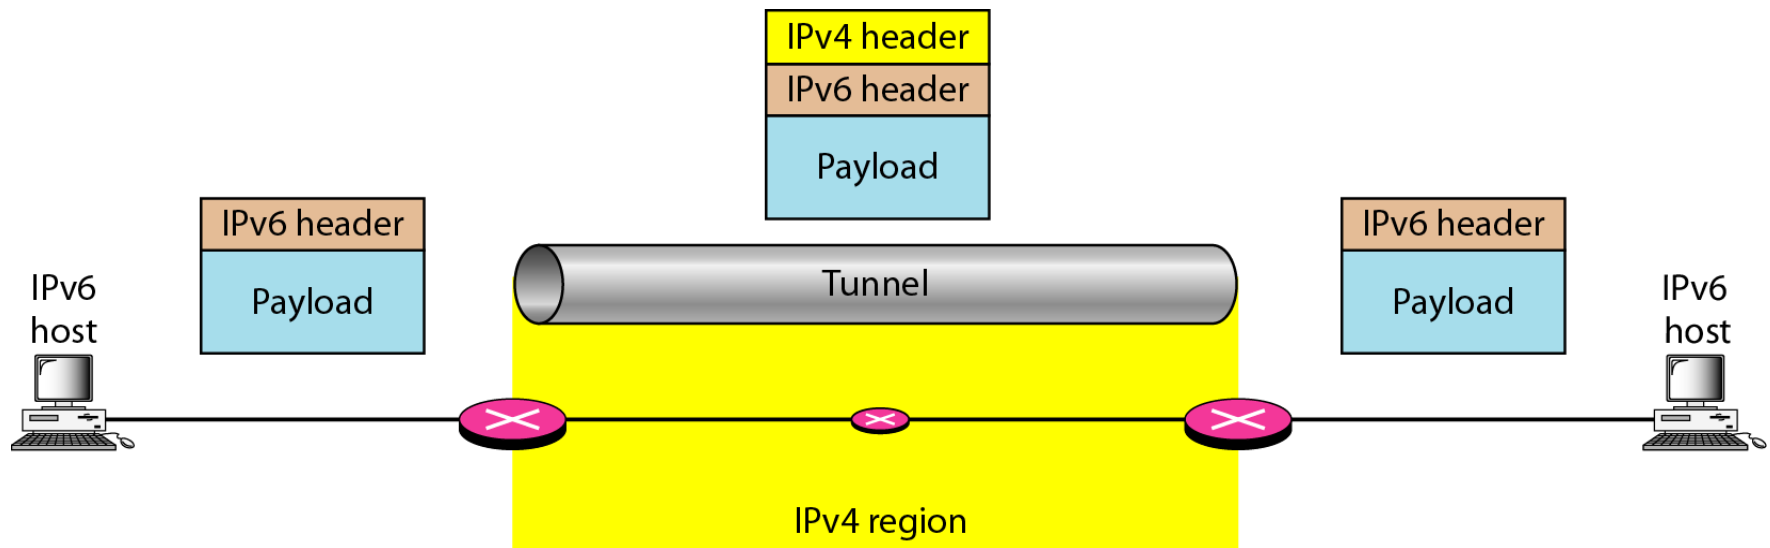 IPv4 header
IPv6 header
Payload
IPv6 header
Payload
IPv6 header
Payload
Tunnel
IPv6
host
IPv6
host
IPv4 region